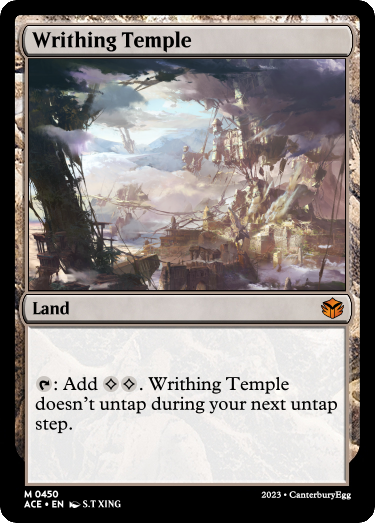 Writhing Temple
Land
: Add . Writhing Temple
doesn't untap during your next untap
step.
M 0450
ACE • EN S.T XING
2023 • CanterburyEgg